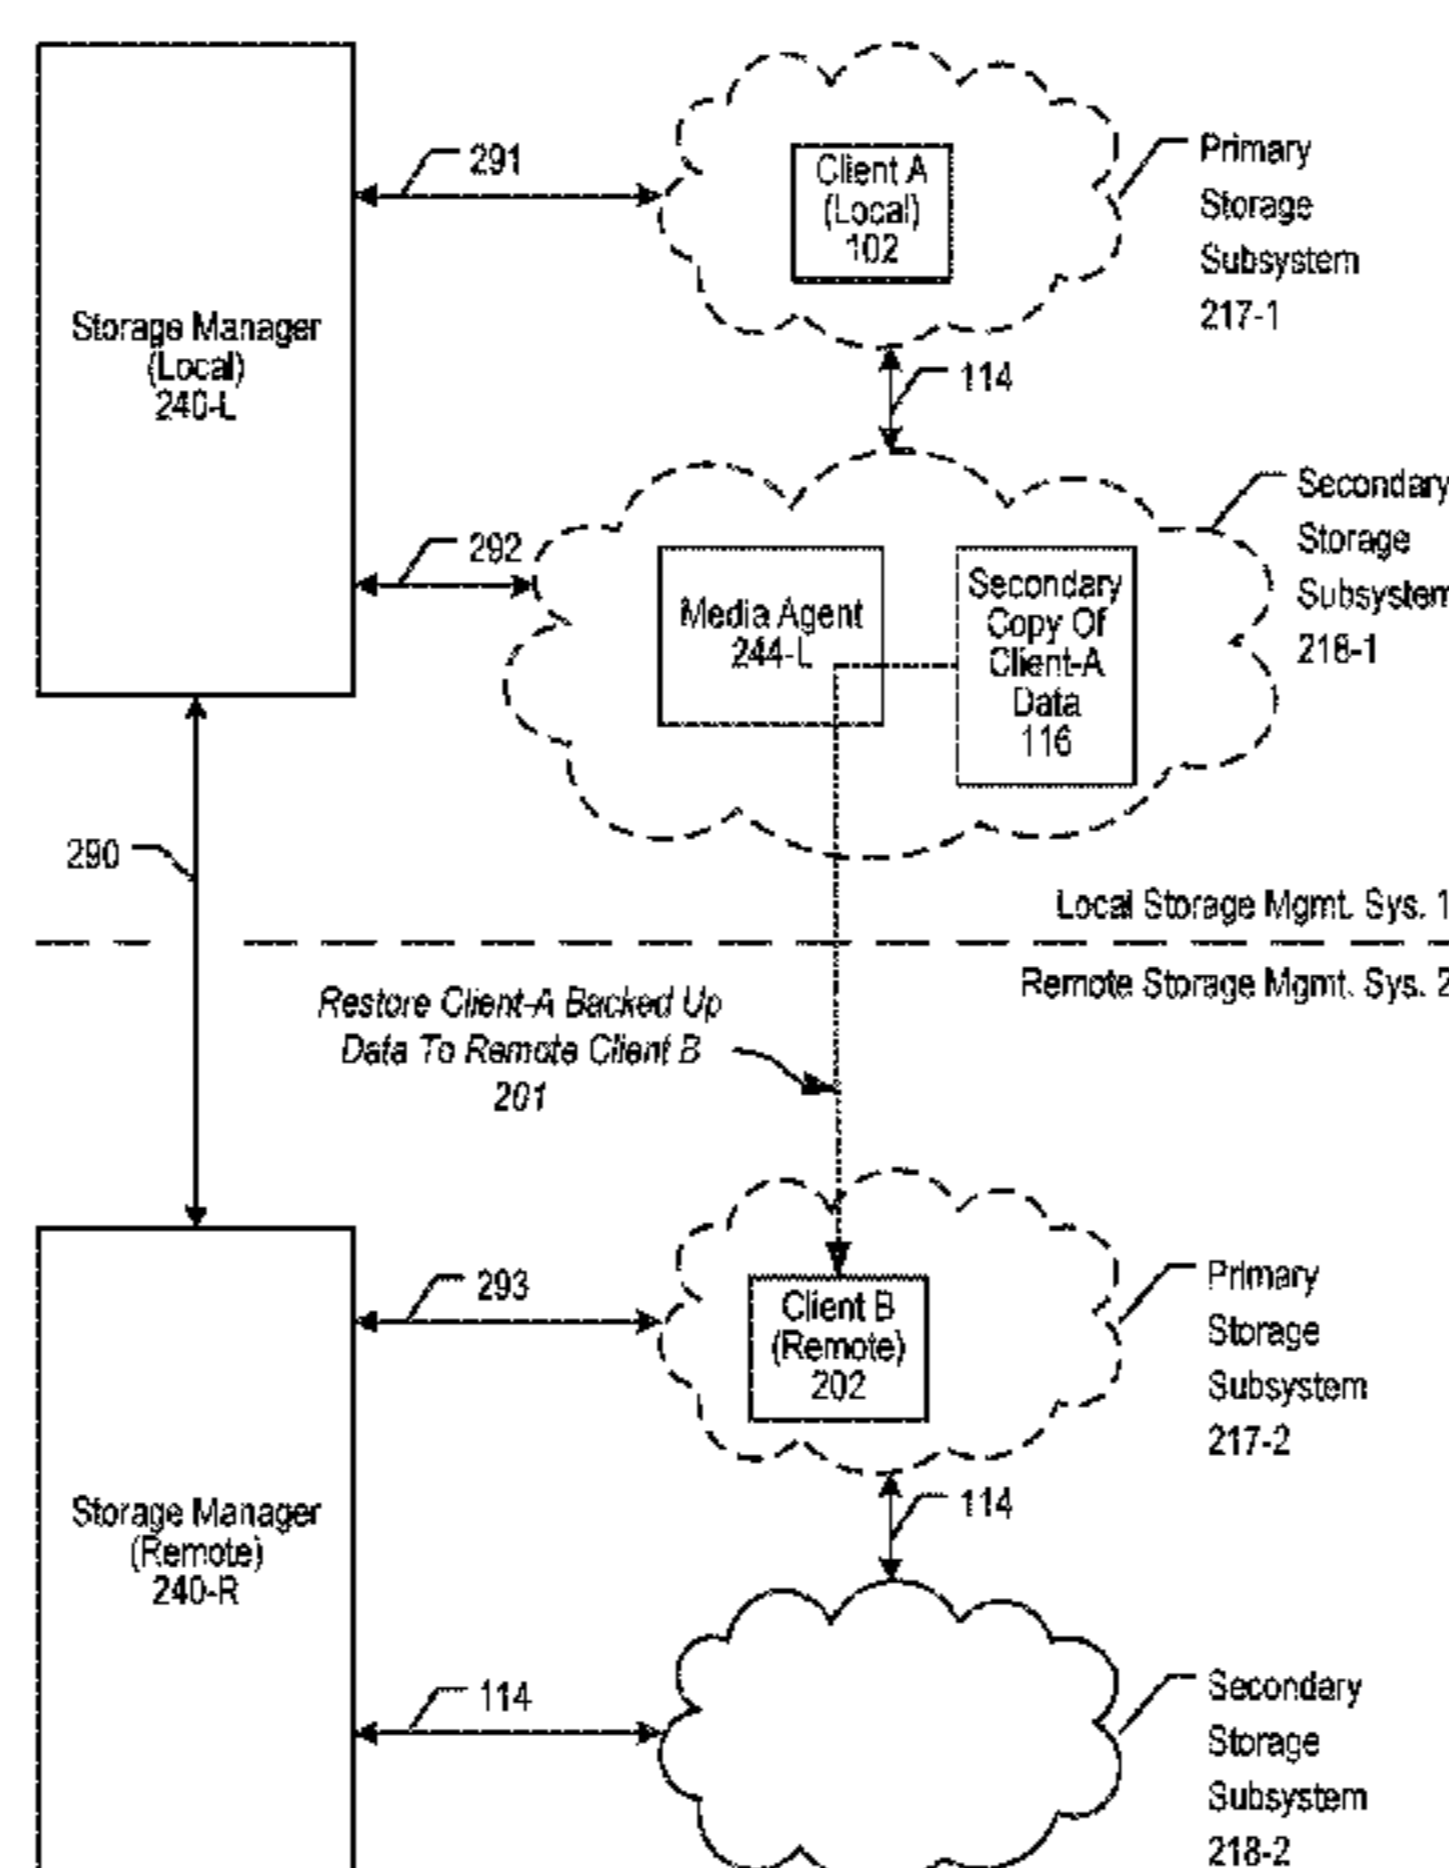 291
Client A
(Local)
102
Primary
Storage
Subsystem
217-1
Storage Manager
(Local)
240-L
114
292
Media Agent
244-L
Secondary
Copy Of
Client-A
Data
116
Secondary
Storage
Subsystem
218-1
290
Local Storage Mgmt. Sys. 1
Remote Storage Mgmt. Sys. 2
Restore Client-A Backed Up
Data To Remote Client B
201
293
Client B
(Remote)
202
Primary
Storage
Subsystem
217-2
114
Storage Manager
(Remote)
240-R
114
Secondary
Storage
Subsystem
218-2